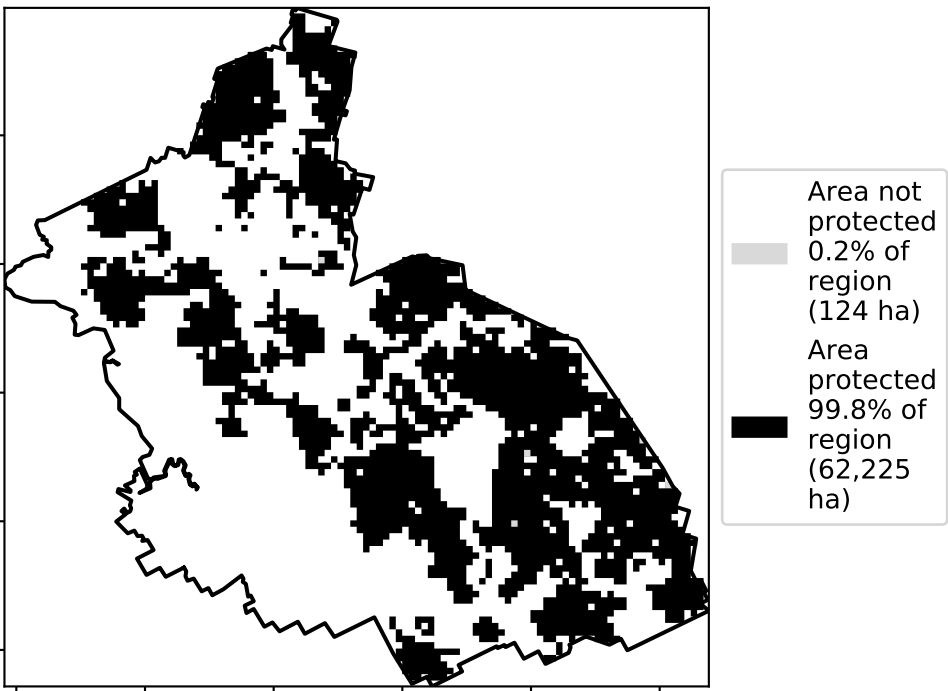 Area not
protected
0.2% of
region
(124 ha)
Area
protected
99.8% of
region
(62,225
ha)